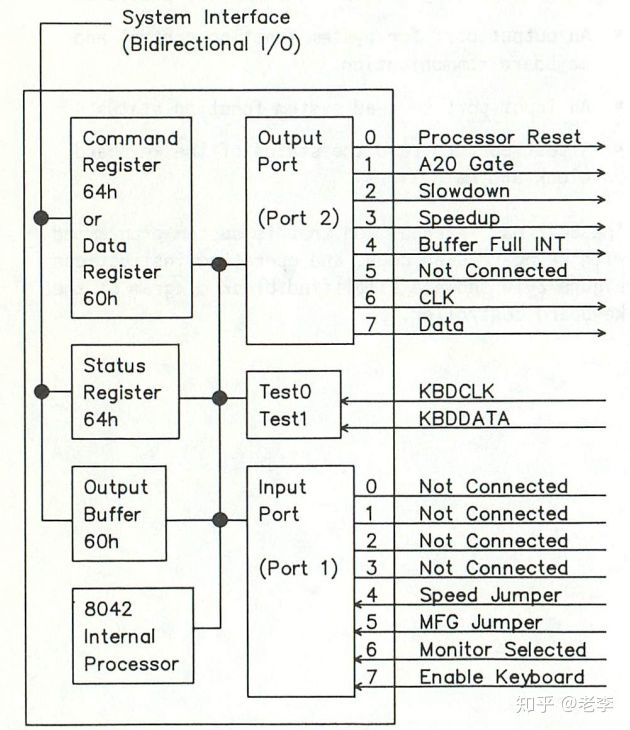 System Interface
(Bidirectional I/O)
Command
Register
64h
or
Data
Register
60h
Output
Port
(Port 2)
0 Processor Reset
1 A20 Gate
2 Slowdown
3 Speedup
4 Buffer Full INT
5 Not Connected
6 CLK
7 Data
Status
Register
64h
Test0
Test1
KBDCLK
KBDDATA
Output
Buffer
60h
Input
Port
(Port 1)
0 Not Connected
1 Not Connected
2 Not Connected
3 Not Connected
4 Speed Jumper
5 MFG Jumper
6 Monitor Selected
7 Enable Keyboard
8042
Internal
Processor
知乎 @老李